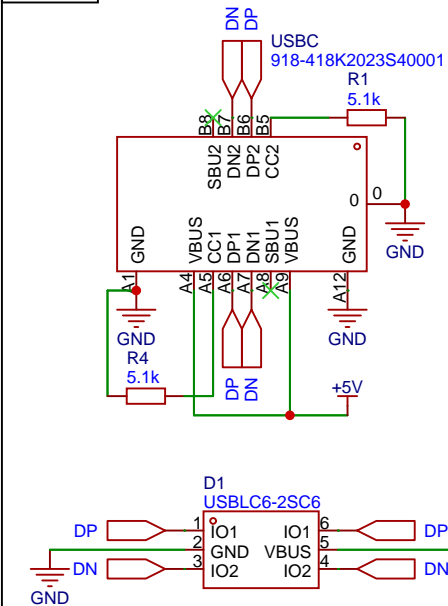 DN DP
USBC
918-418K2023S40001
R1
5.1k
B8 B7 B6 B5
SBU2 DN2 DP2 CC2
0 0
GND
GND VBUS CC1 DP1 DN1 SBU1 VBUS GND
A1 A4 A5 A6 A7 A8 A9 A12
GND GND
R4
5.1k
DP DN
+5V
D1
USBLC6-2SC6
DP 1 IO1 IO1 6 DP
2 GND VBUS 5
DN 3 IO2 IO2 4 DN
GND